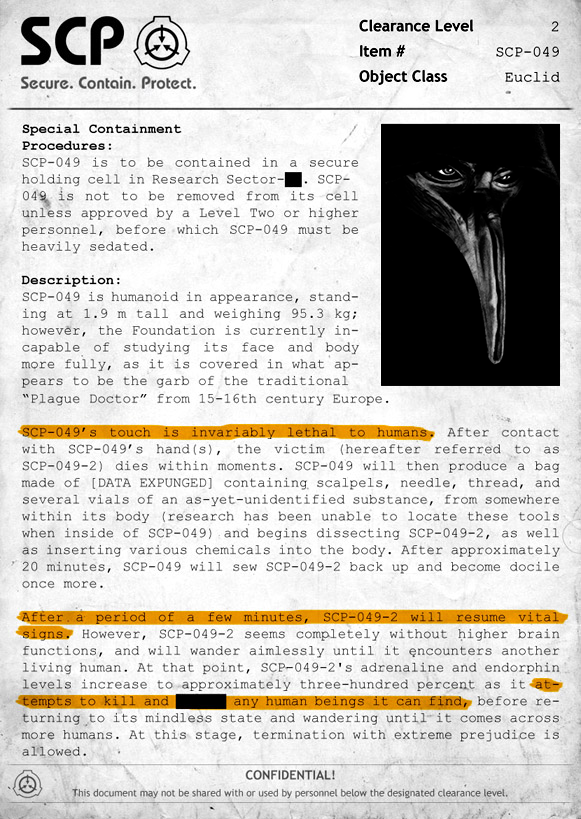 SCP
Secure. Contain. Protect.
Clearance Level 2
Item # SCP-049
Object Class Euclid
Special Containment
Procedures:
SCP-049 is to be contained in a secure
holding cell in Research Sector-██. SCP-
049 is not to be removed from its cell
unless approved by a Level Two or higher
personnel, before which SCP-049 must be
heavily sedated.
Description:
SCP-049 is humanoid in appearance, stand-
ing at 1.9 m tall and weighing 95.3 kg;
however, the Foundation is currently in-
capable of studying its face and body
more fully, as it is covered in what ap-
pears to be the garb of the traditional
“Plague Doctor” from 15-16th century Europe.
SCP-049’s touch is invariably lethal to humans. After contact
with SCP-049’s hand(s), the victim (hereafter referred to as
SCP-049-2) dies within moments. SCP-049 will then produce a bag
made of [DATA EXPUNGED] containing scalpels, needle, thread, and
several vials of an as-yet-unidentified substance, from somewhere
within its body (research has been unable to locate these tools
when inside of SCP-049) and begins dissecting SCP-049-2, as well
as inserting various chemicals into the body. After approximately
20 minutes, SCP-049 will sew SCP-049-2 back up and become docile
once more.
After a period of a few minutes, SCP-049-2 will resume vital
signs. However, SCP-049-2 seems completely without higher brain
functions, and will wander aimlessly until it encounters another
living human. At that point, SCP-049-2's adrenaline and endorphin
levels increase to approximately three-hundred percent as it at-
tempts to kill and ██████ any human beings it can find, before re-
turning to its mindless state and wandering until it comes across
more humans. At this stage, termination with extreme prejudice is
allowed.
CONFIDENTIAL!
This document may not be shared with or used by personnel below the designated clearance level.